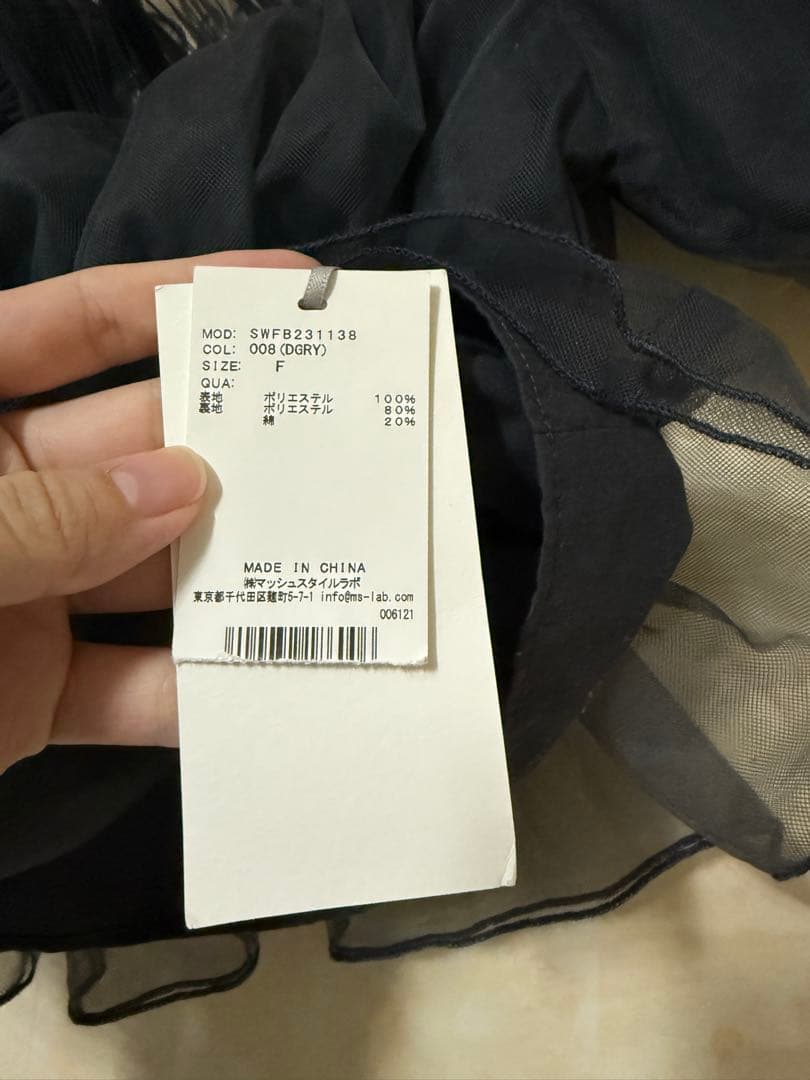 MOD: SWFB231138
COL: 008(DGRY)
SIZE: F
QUA:
表地 ポリエステル 100%
裏地 ポリエステル 80%
綿 20%
MADE IN CHINA
㈱マッシュスタイルラボ
東京都千代田区麹町5-7-1 info@ms-lab.com
006121